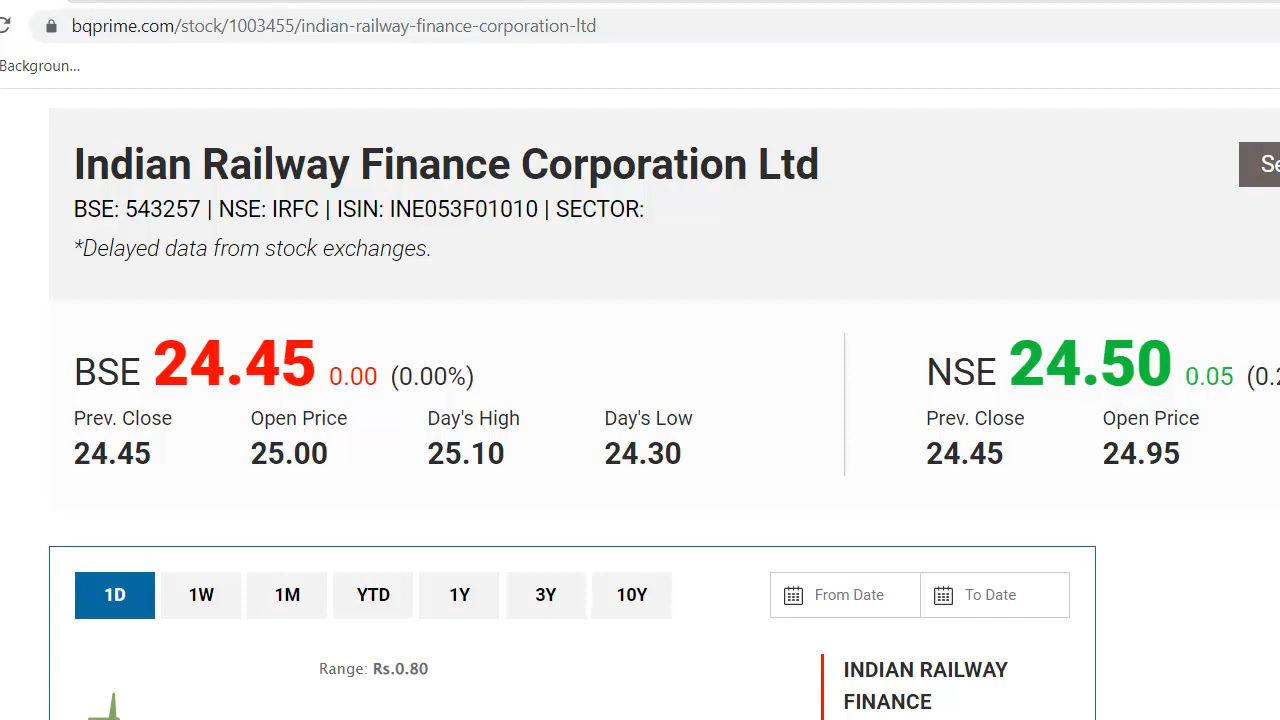 bqprime.com/stock/1003455/indian-railway-finance-corporation-ltd
Backgroun...
Indian Railway Finance Corporation Ltd
BSE: 543257 | NSE: IRFC | ISIN: INE053F01010 | SECTOR:
*Delayed data from stock exchanges.
Se
BSE 24.45 0.00 (0.00%)
Prev. Close Open Price Day's High Day's Low
24.45 25.00 25.10 24.30
NSE 24.50 0.05 (0.2
Prev. Close Open Price
24.45 24.95
1D 1W 1M YTD 1Y 3Y 10Y
From Date To Date
Range: Rs.0.80
INDIAN RAILWAY
FINANCE